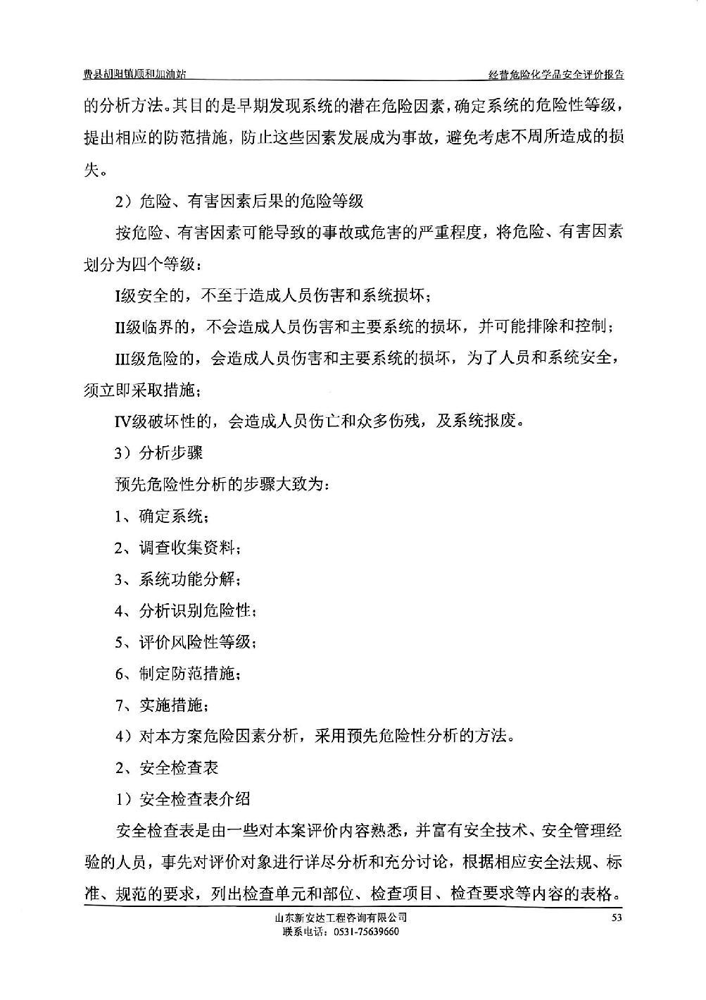 费县胡阳镇顺和加油站
经营危险化学品安全评价报告
的分析方法。其目的是早期发现系统的潜在危险因素，确定系统的危险性等级，
提出相应的防范措施，防止这些因素发展成为事故，避免考虑不周所造成的损
失。
2）危险、有害因素后果的危险等级
按危险、有害因素可能导致的事故或危害的严重程度，将危险、有害因素
划分为四个等级：
I级安全的，不至于造成人员伤害和系统损坏；
II级临界的，不会造成人员伤害和主要系统的损坏，并可能排除和控制；
III级危险的，会造成人员伤害和主要系统的损坏，为了人员和系统安全，
须立即采取措施；
IV级破坏性的，会造成人员伤亡和众多伤残，及系统报废。
3）分析步骤
预先危险性分析的步骤大致为：
1、确定系统；
2、调查收集资料；
3、系统功能分解；
4、分析识别危险性；
5、评价风险性等级；
6、制定防范措施；
7、实施措施；
4）对本方案危险因素分析，采用预先危险性分析的方法。
2、安全检查表
1）安全检查表介绍
安全检查表是由一些对本案评价内容熟悉，并富有安全技术、安全管理经
验的人员，事先对评价对象进行详尽分析和充分讨论，根据相应安全法规、标
准、规范的要求，列出检查单元和部位、检查项目、检查要求等内容的表格。
山东新安达工程咨询有限公司
53
联系电话：0531-75639660